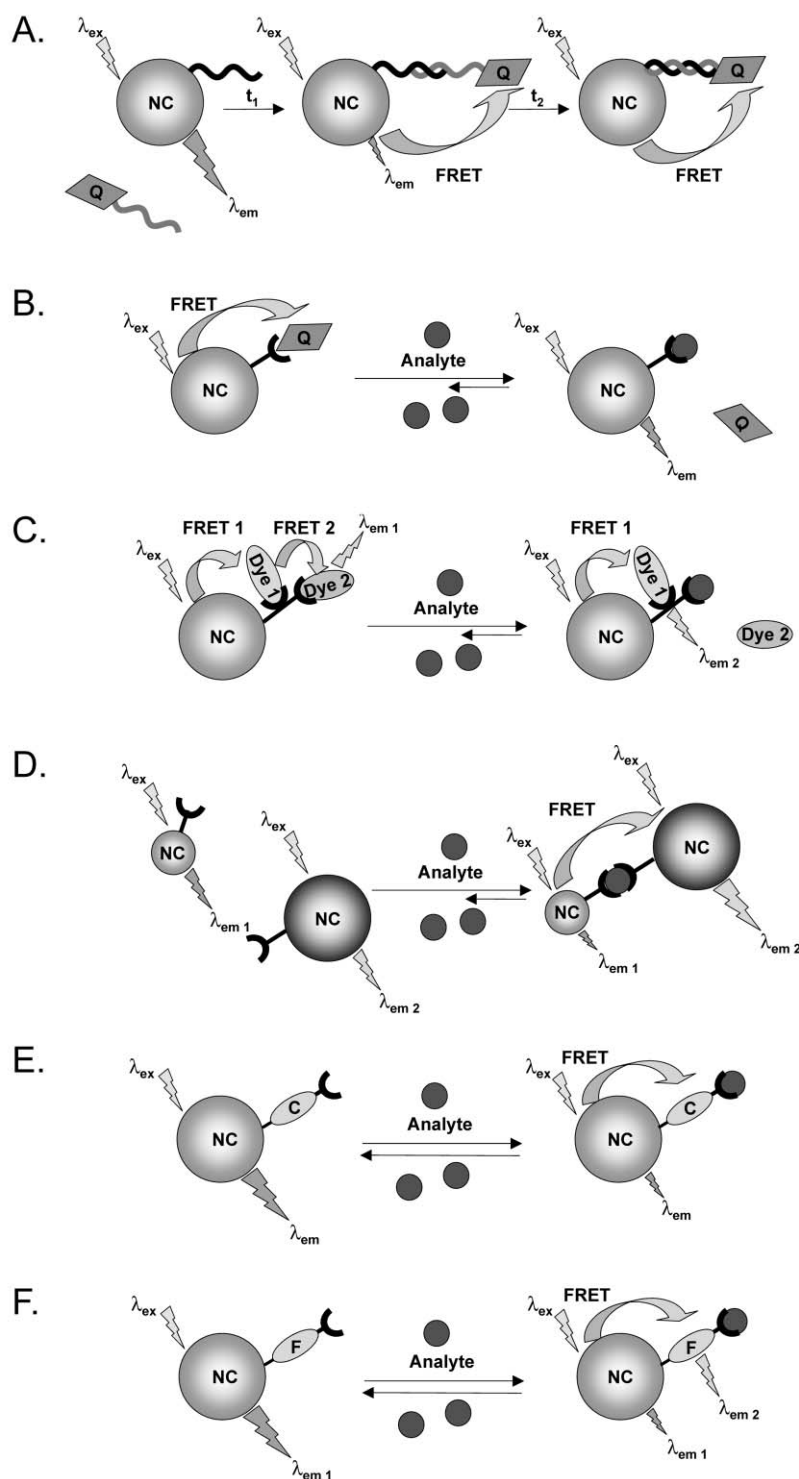 A.
λex λex λex
NC t1 NC Q t2 NC Q
λem FRET FRET
Q λem
B.
FRET
λex Q Analyte λex
NC NC Q
λem
C.
FRET 1 FRET 2 λem 1 FRET 1
λex Dye 1 Dye 2 λex Dye 1
NC Analyte NC Dye 2
λem 2
D.
λex FRET λex
NC λex Analyte λex NC
λem 1 NC NC
λem 2 λem 1 λem 2
E.
λex FRET
C Analyte λex C
NC NC
λem λem
F.
λex FRET
F Analyte λex F
NC NC
λem 2
λem 1 λem 1